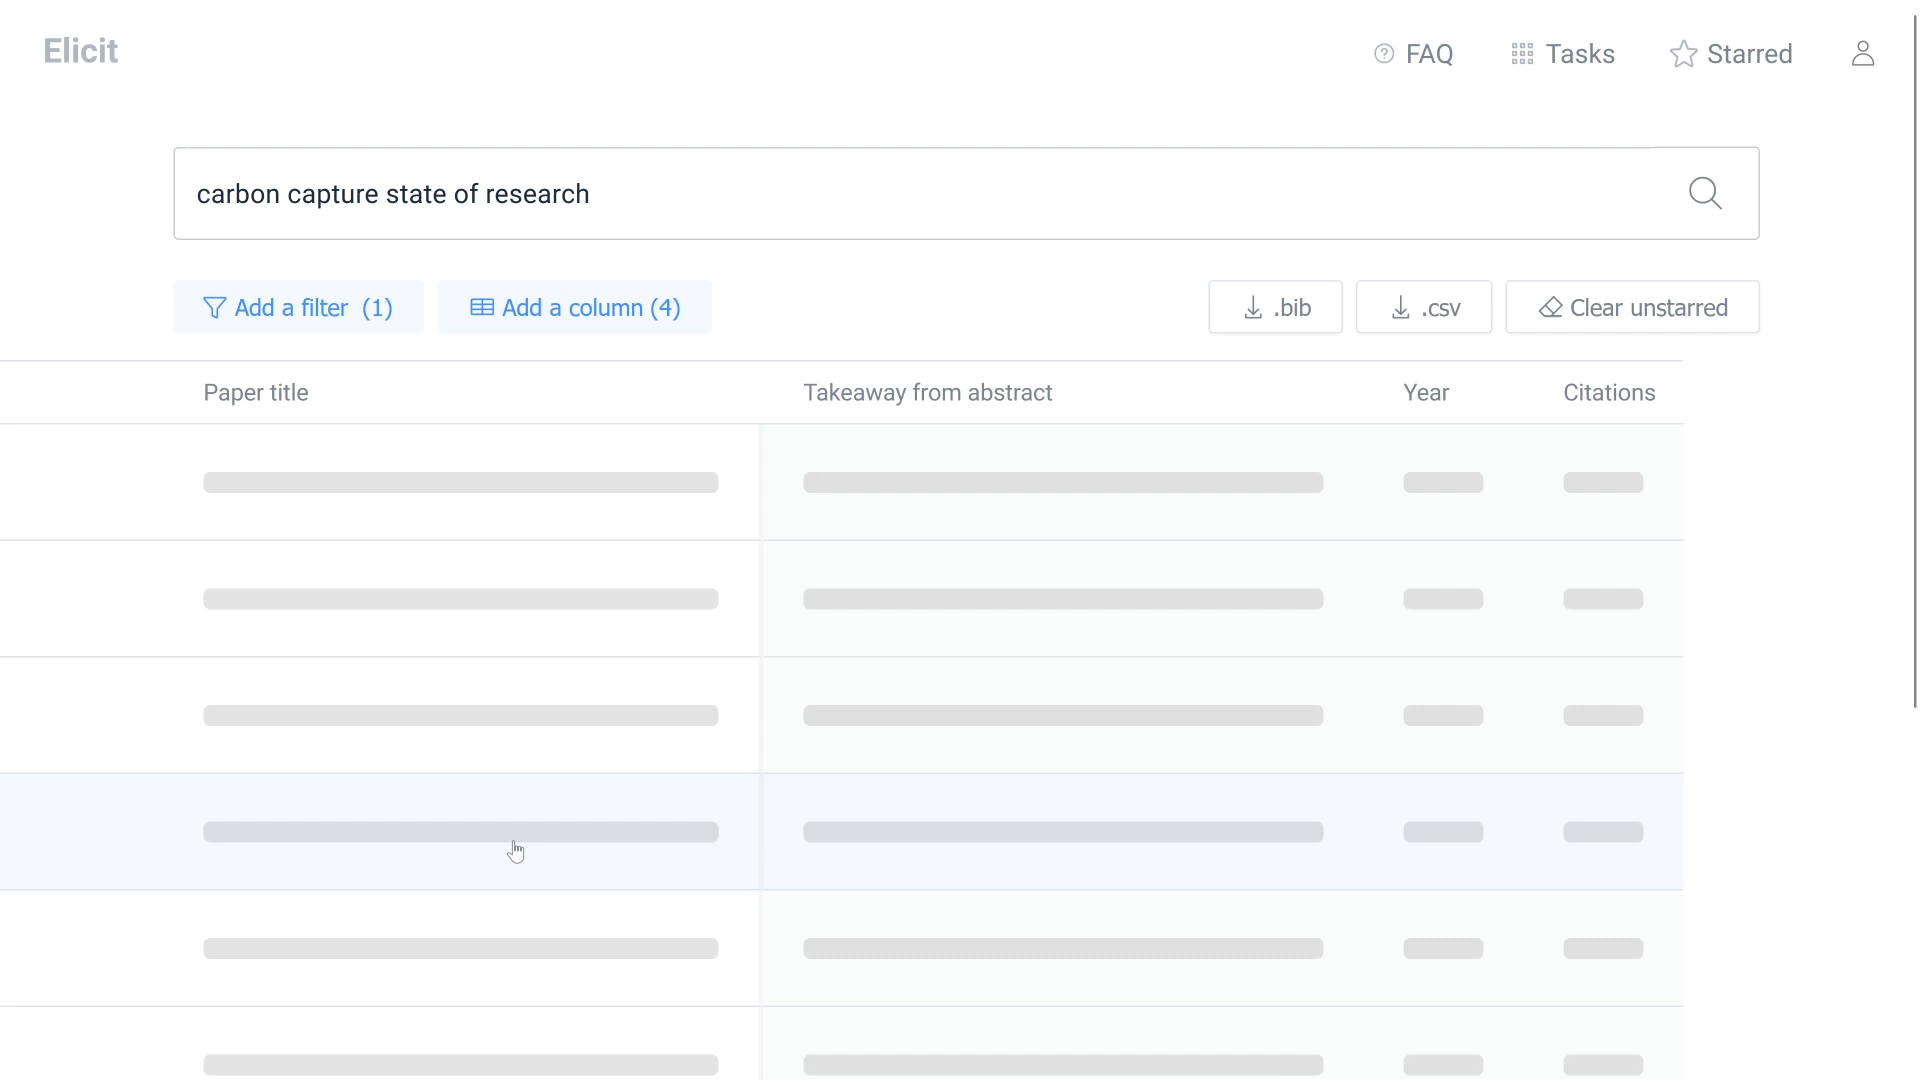 Elicit
FAQ
Tasks
Starred
carbon capture state of research
Add a filter (1)
Add a column (4)
.bib
.csv
Clear unstarred
Paper title
Takeaway from abstract
Year
Citations